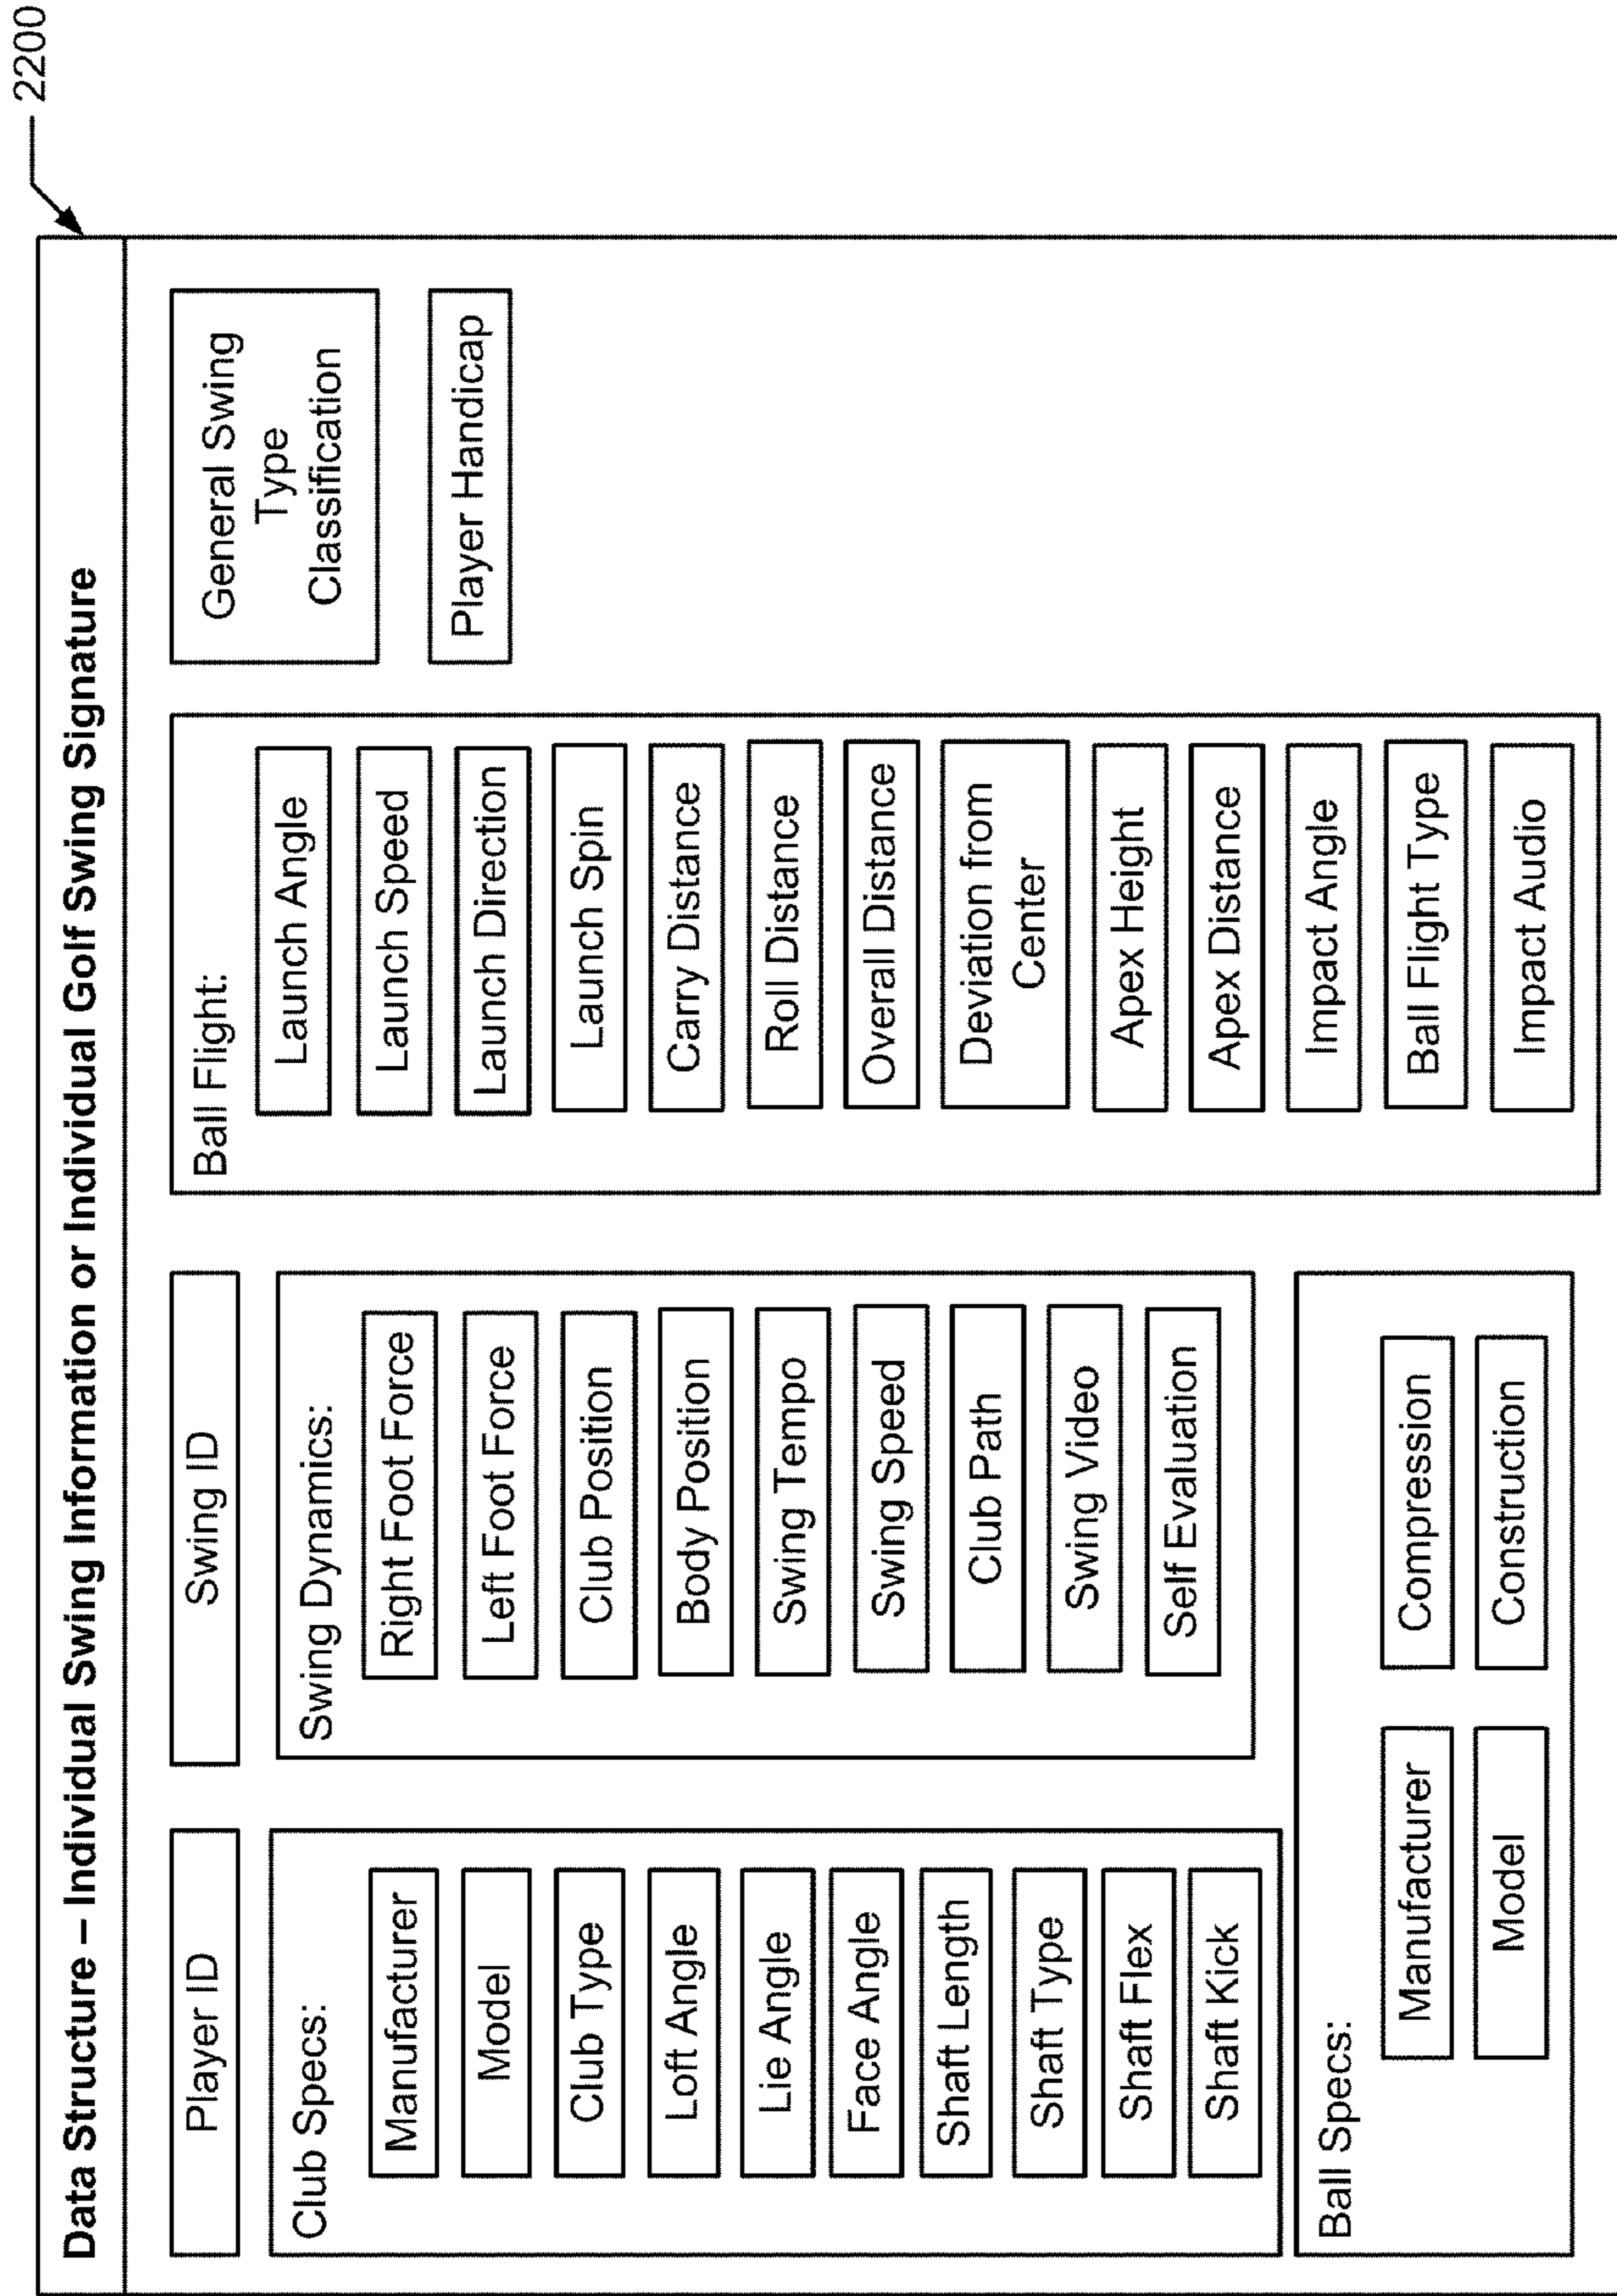 2200
Data Structure – Individual Swing Information or Individual Golf Swing Signature
Player ID
Club Specs:
Manufacturer
Model
Club Type
Loft Angle
Lie Angle
Face Angle
Shaft Length
Shaft Type
Shaft Flex
Shaft Kick
Swing ID
Swing Dynamics:
Right Foot Force
Left Foot Force
Club Position
Body Position
Swing Tempo
Swing Speed
Club Path
Swing Video
Self Evaluation
Ball Specs:
Manufacturer
Model
Compression
Construction
Ball Flight:
Launch Angle
Launch Speed
Launch Direction
Launch Spin
Carry Distance
Roll Distance
Overall Distance
Deviation from
Center
Apex Height
Apex Distance
Impact Angle
Ball Flight Type
Impact Audio
General Swing
Type
Classification
Player Handicap